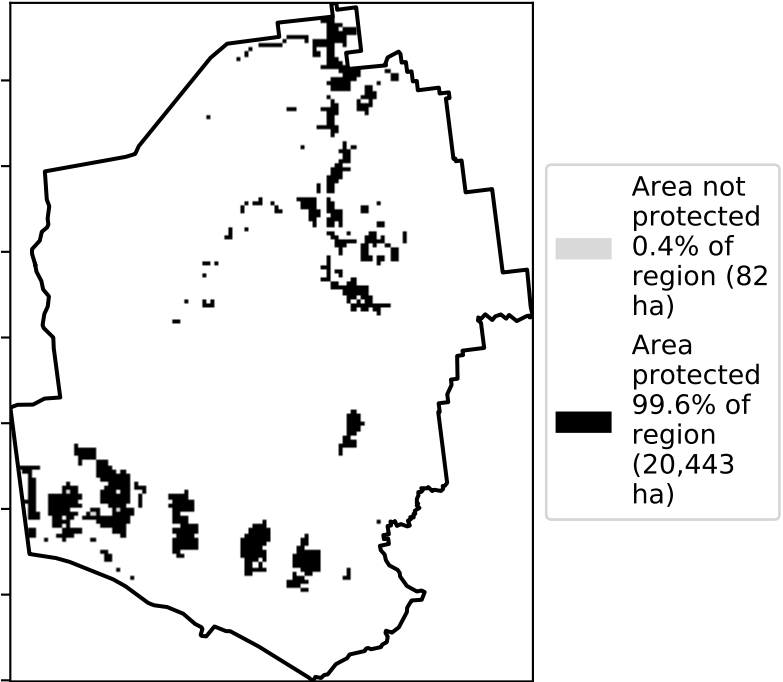 Area not
protected
0.4% of
region (82
ha)
Area
protected
99.6% of
region
(20,443
ha)